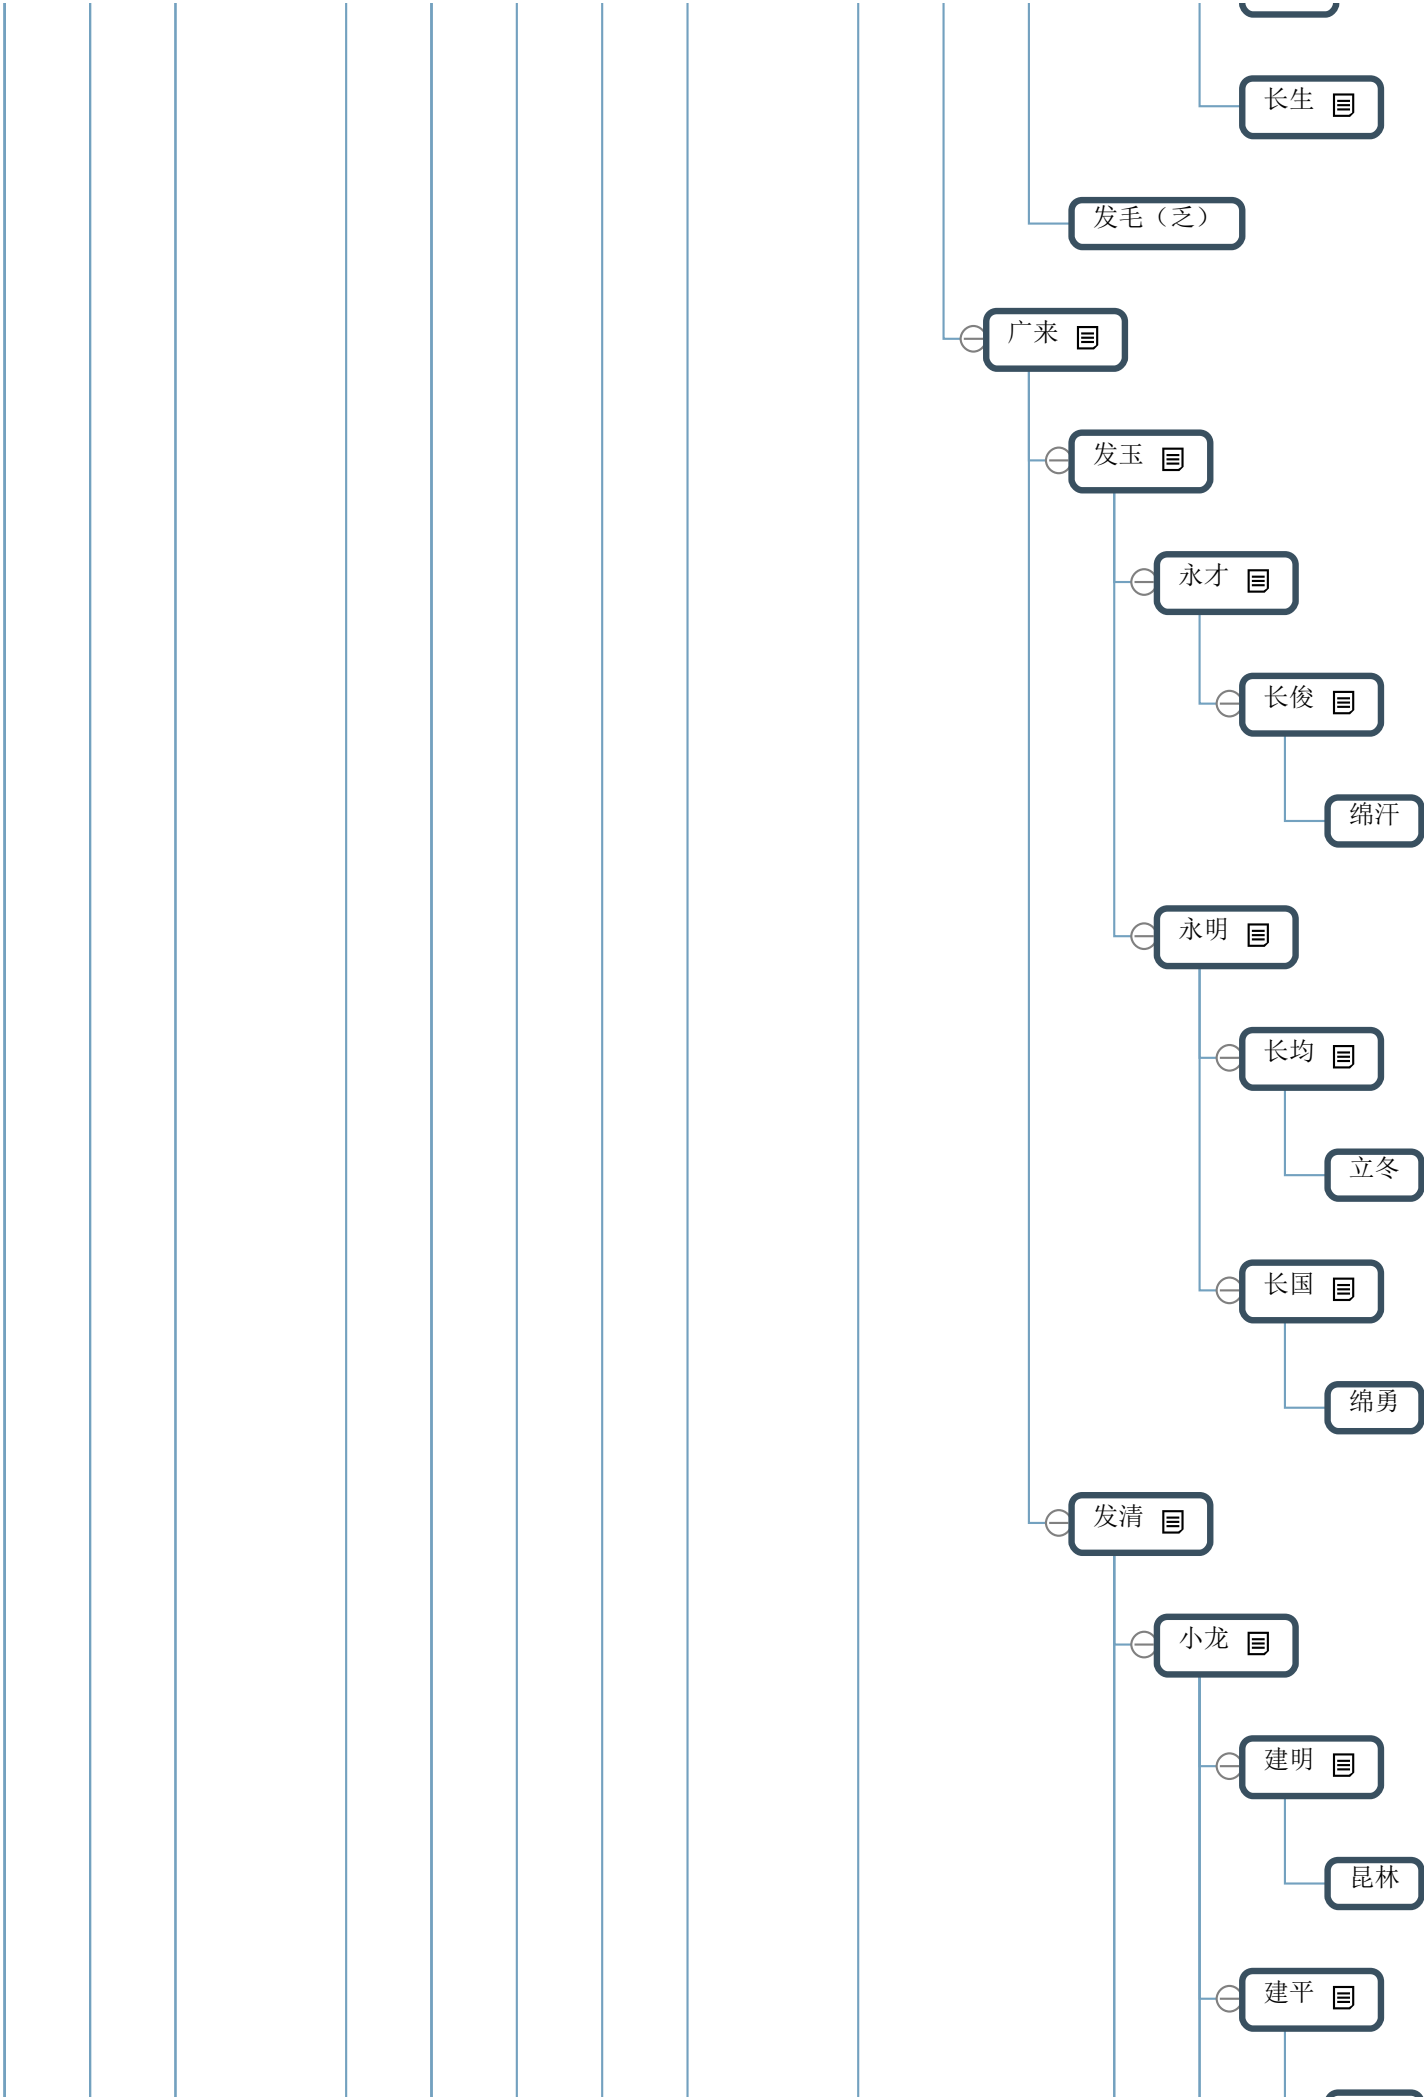 长生
发毛（乏）
广来
发玉
永才
长俊
绵汗
永明
长均
立冬
长国
绵勇
发清
小龙
建明
昆林
建平